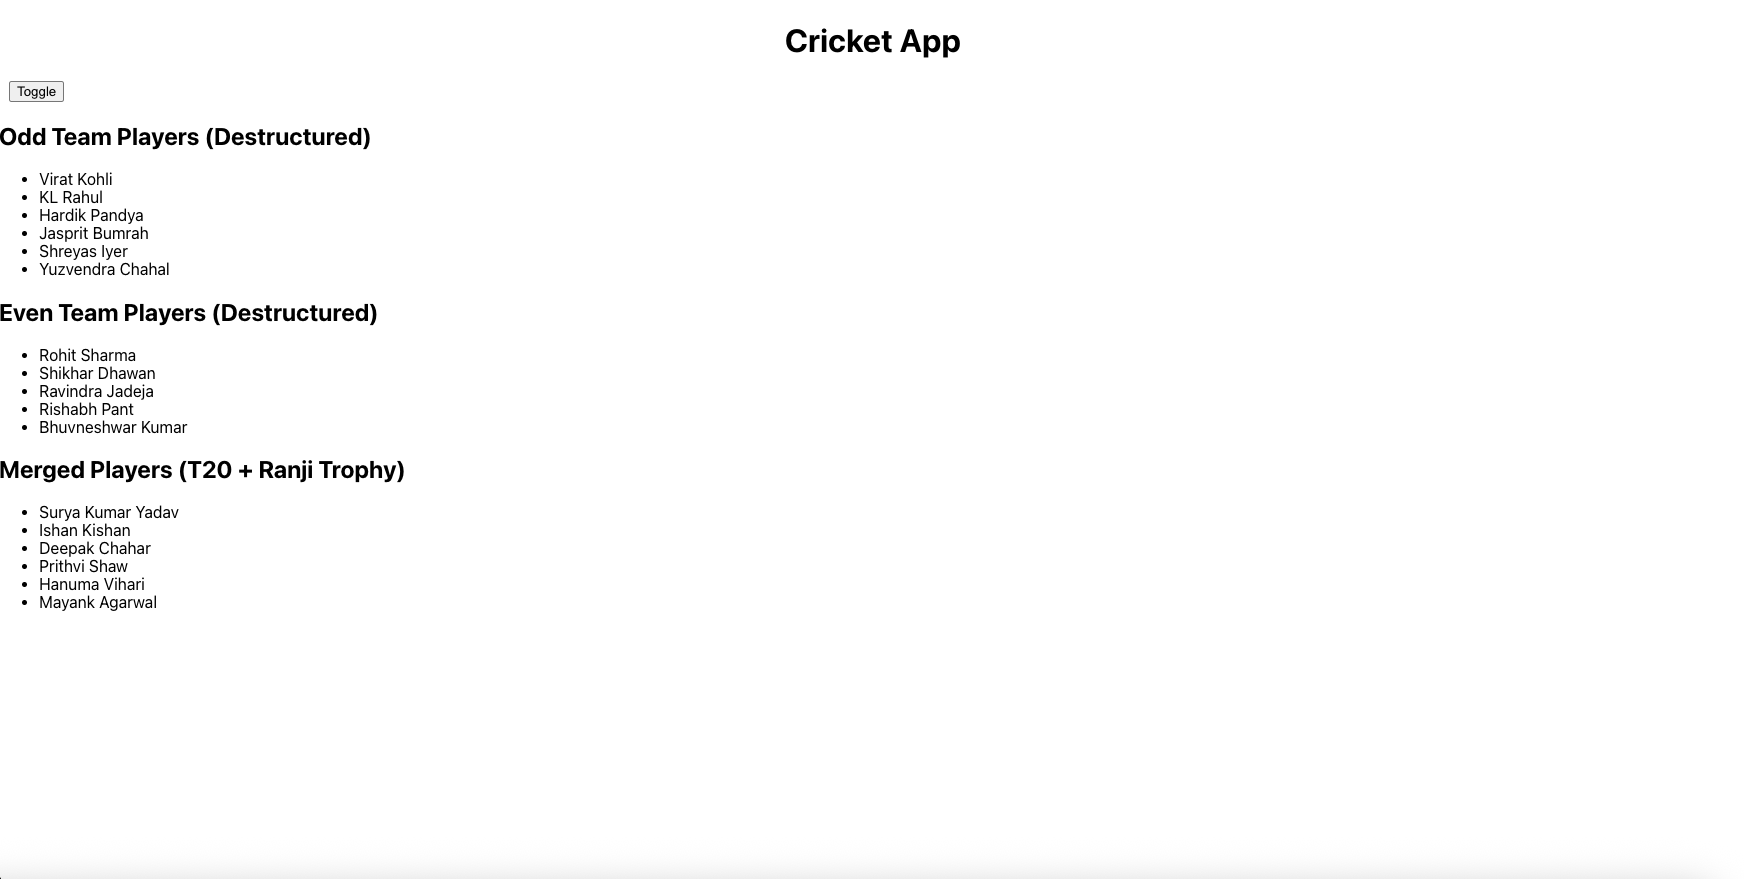 Cricket App
Toggle
Odd Team Players (Destructured)
Virat Kohli
KL Rahul
Hardik Pandya
Jasprit Bumrah
Shreyas Iyer
Yuzvendra Chahal
Even Team Players (Destructured)
Rohit Sharma
Shikhar Dhawan
Ravindra Jadeja
Rishabh Pant
Bhuvneshwar Kumar
Merged Players (T20 + Ranji Trophy)
Surya Kumar Yadav
Ishan Kishan
Deepak Chahar
Prithvi Shaw
Hanuma Vihari
Mayank Agarwal